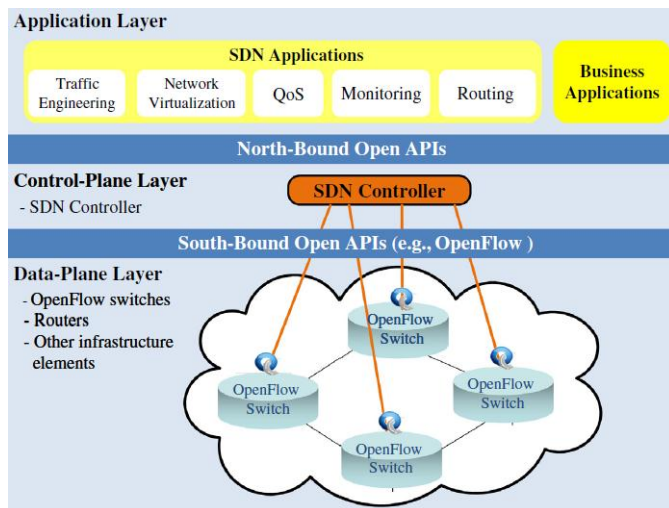 Application Layer
SDN Applications
Traffic
Engineering
Network
Virtualization
QoS
Monitoring
Routing
Business
Applications
North-Bound Open APIs
Control-Plane Layer
- SDN Controller
SDN Controller
South-Bound Open APIs (e.g., OpenFlow )
Data-Plane Layer
- OpenFlow switches
- Routers
- Other infrastructure
elements
OpenFlow
Switch
OpenFlow
Switch
OpenFlow
Switch
OpenFlow
Switch